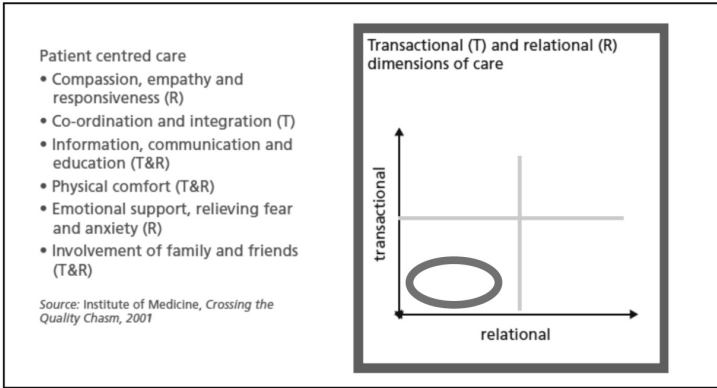 Patient centred care
• Compassion, empathy and
responsiveness (R)
• Co-ordination and integration (T)
• Information, communication and
education (T&R)
• Physical comfort (T&R)
• Emotional support, relieving fear
and anxiety (R)
• Involvement of family and friends
(T&R)
Source: Institute of Medicine, Crossing the
Quality Chasm, 2001
Transactional (T) and relational (R)
dimensions of care
transactional
relational